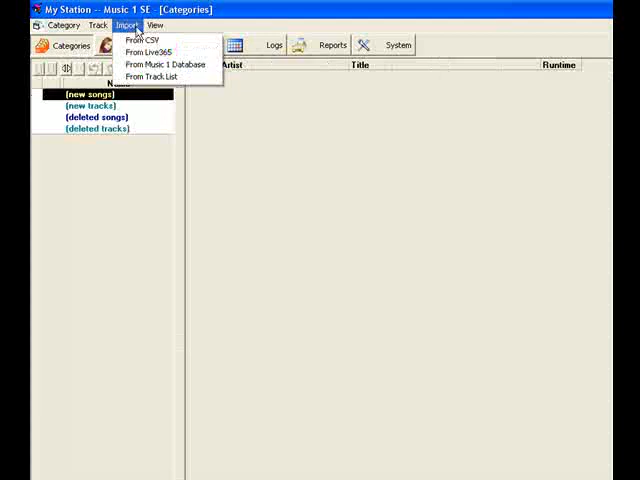 My Station -- Music 1 SE - [Categories]
Category Track Import View
Categories Logs Reports System
From CSV
From Live365
From Music 1 Database
From Track List
Artist Title Runtime
(new songs)
(new tracks)
(deleted songs)
(deleted tracks)